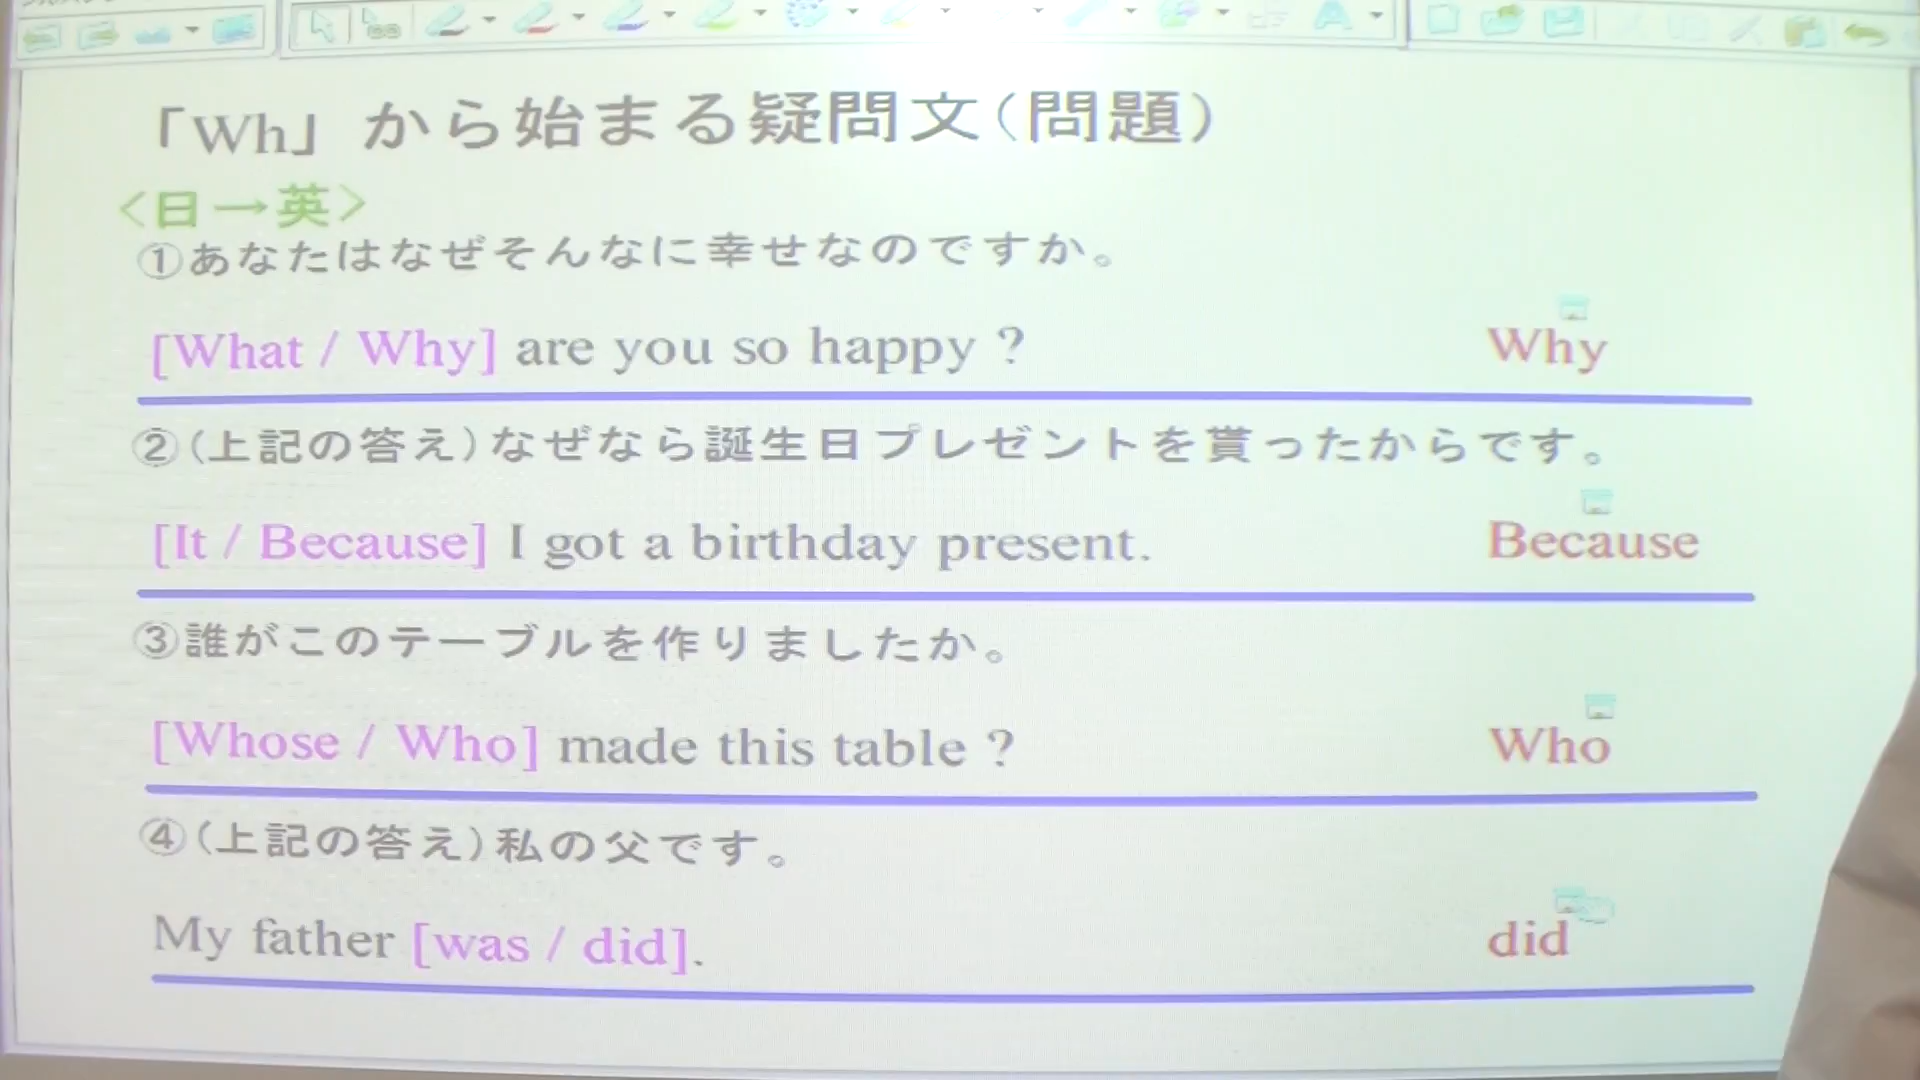 「Wh」から始まる疑問文(問題)
<日→英>
①あなたはなぜそんなに幸せなのですか。
[What / Why] are you so happy ? Why
②(上記の答え)なぜなら誕生日プレゼントを貰ったからです。
[It / Because] I got a birthday present. Because
③誰がこのテーブルを作りましたか。
[Whose / Who] made this table ? Who
④(上記の答え)私の父です。
My father [was / did]. did